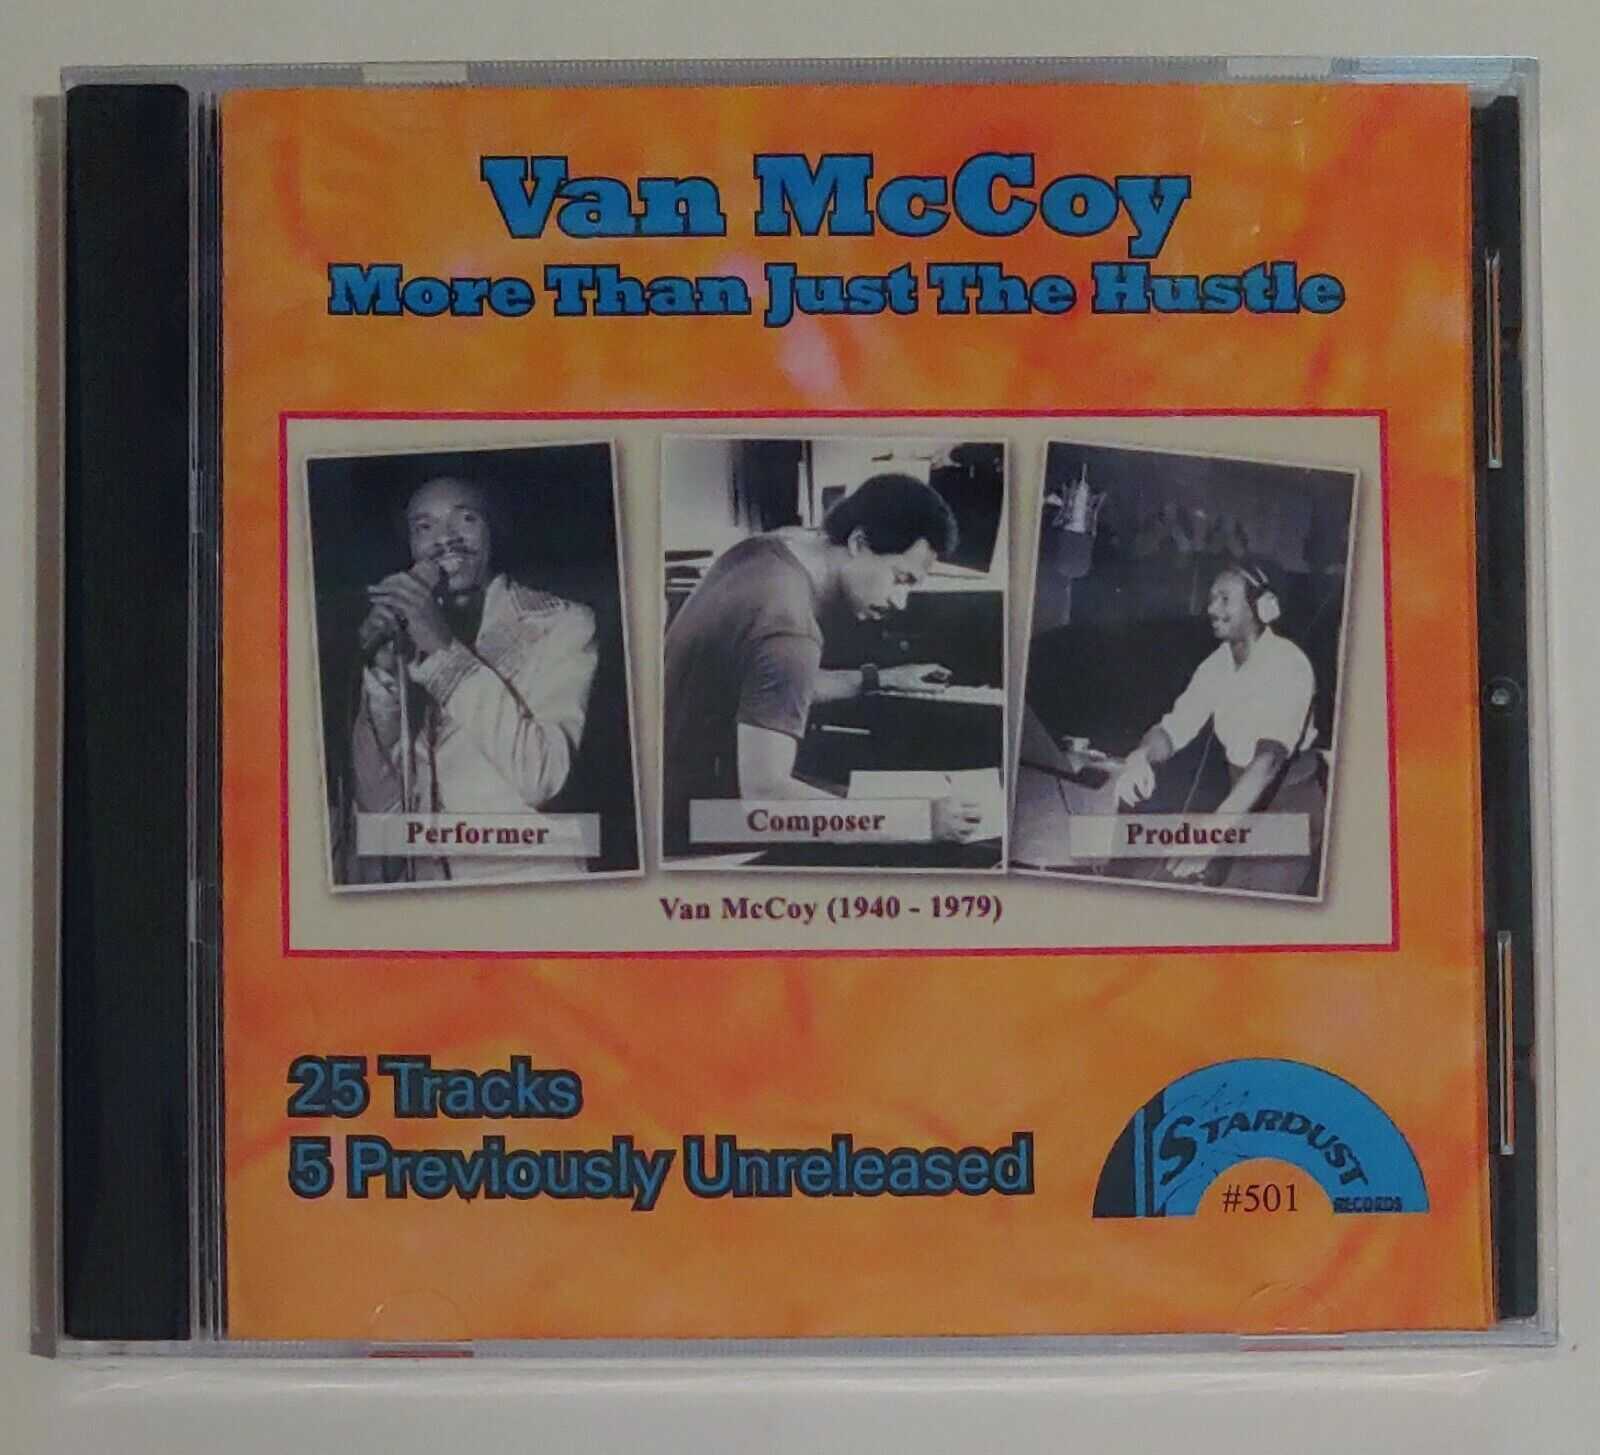 Van McCoy
More Than Just The Hustle
Performer
Composer
Producer
Van McCoy (1940 - 1979)
25 Tracks
5 Previously Unreleased
STARDUST
RECORDS
#501